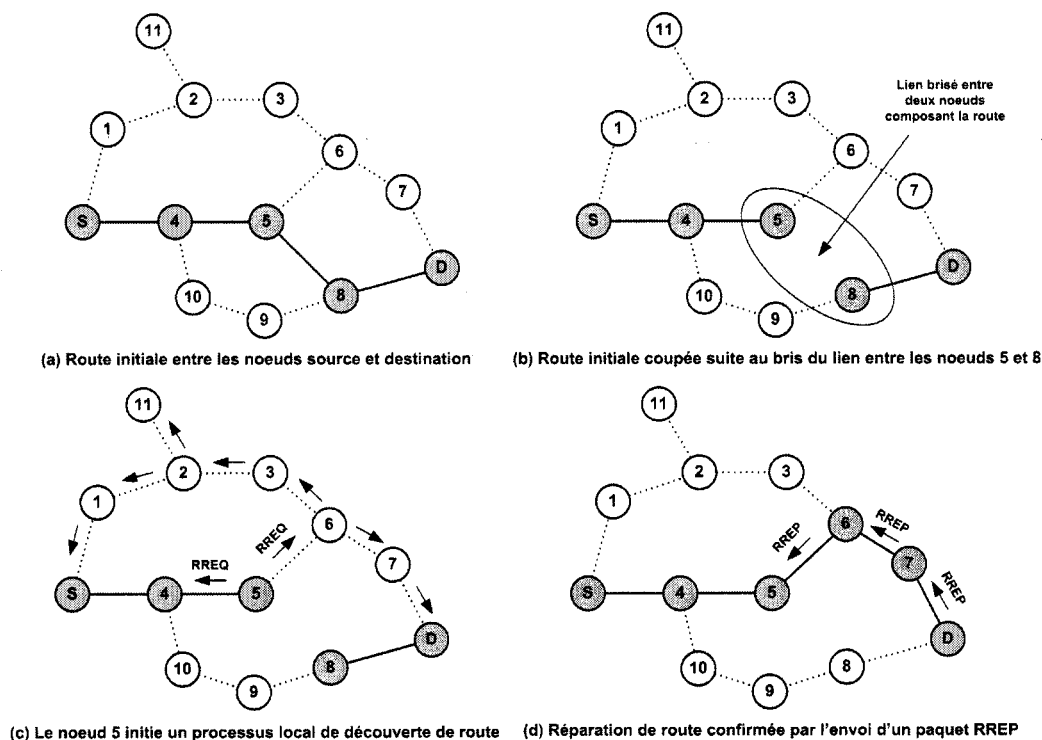 11
2
3
1
6
7
S
4
5
D
10
8
9
(a) Route initiale entre les noeuds source et destination
11
2
3
Lien brisé entre
deux noeuds
composant la route
1
6
7
S
4
5
D
10
8
9
(b) Route initiale coupée suite au bris du lien entre les noeuds 5 et 8
11
2
3
1
6
RREQ
7
RREQ
S
4
5
D
10
8
9
(c) Le noeud 5 initie un processus local de découverte de route
11
2
3
1
6
RREP
RREP
7
RREP
S
4
5
D
10
8
9
(d) Réparation de route confirmée par l'envoi d'un paquet RREP